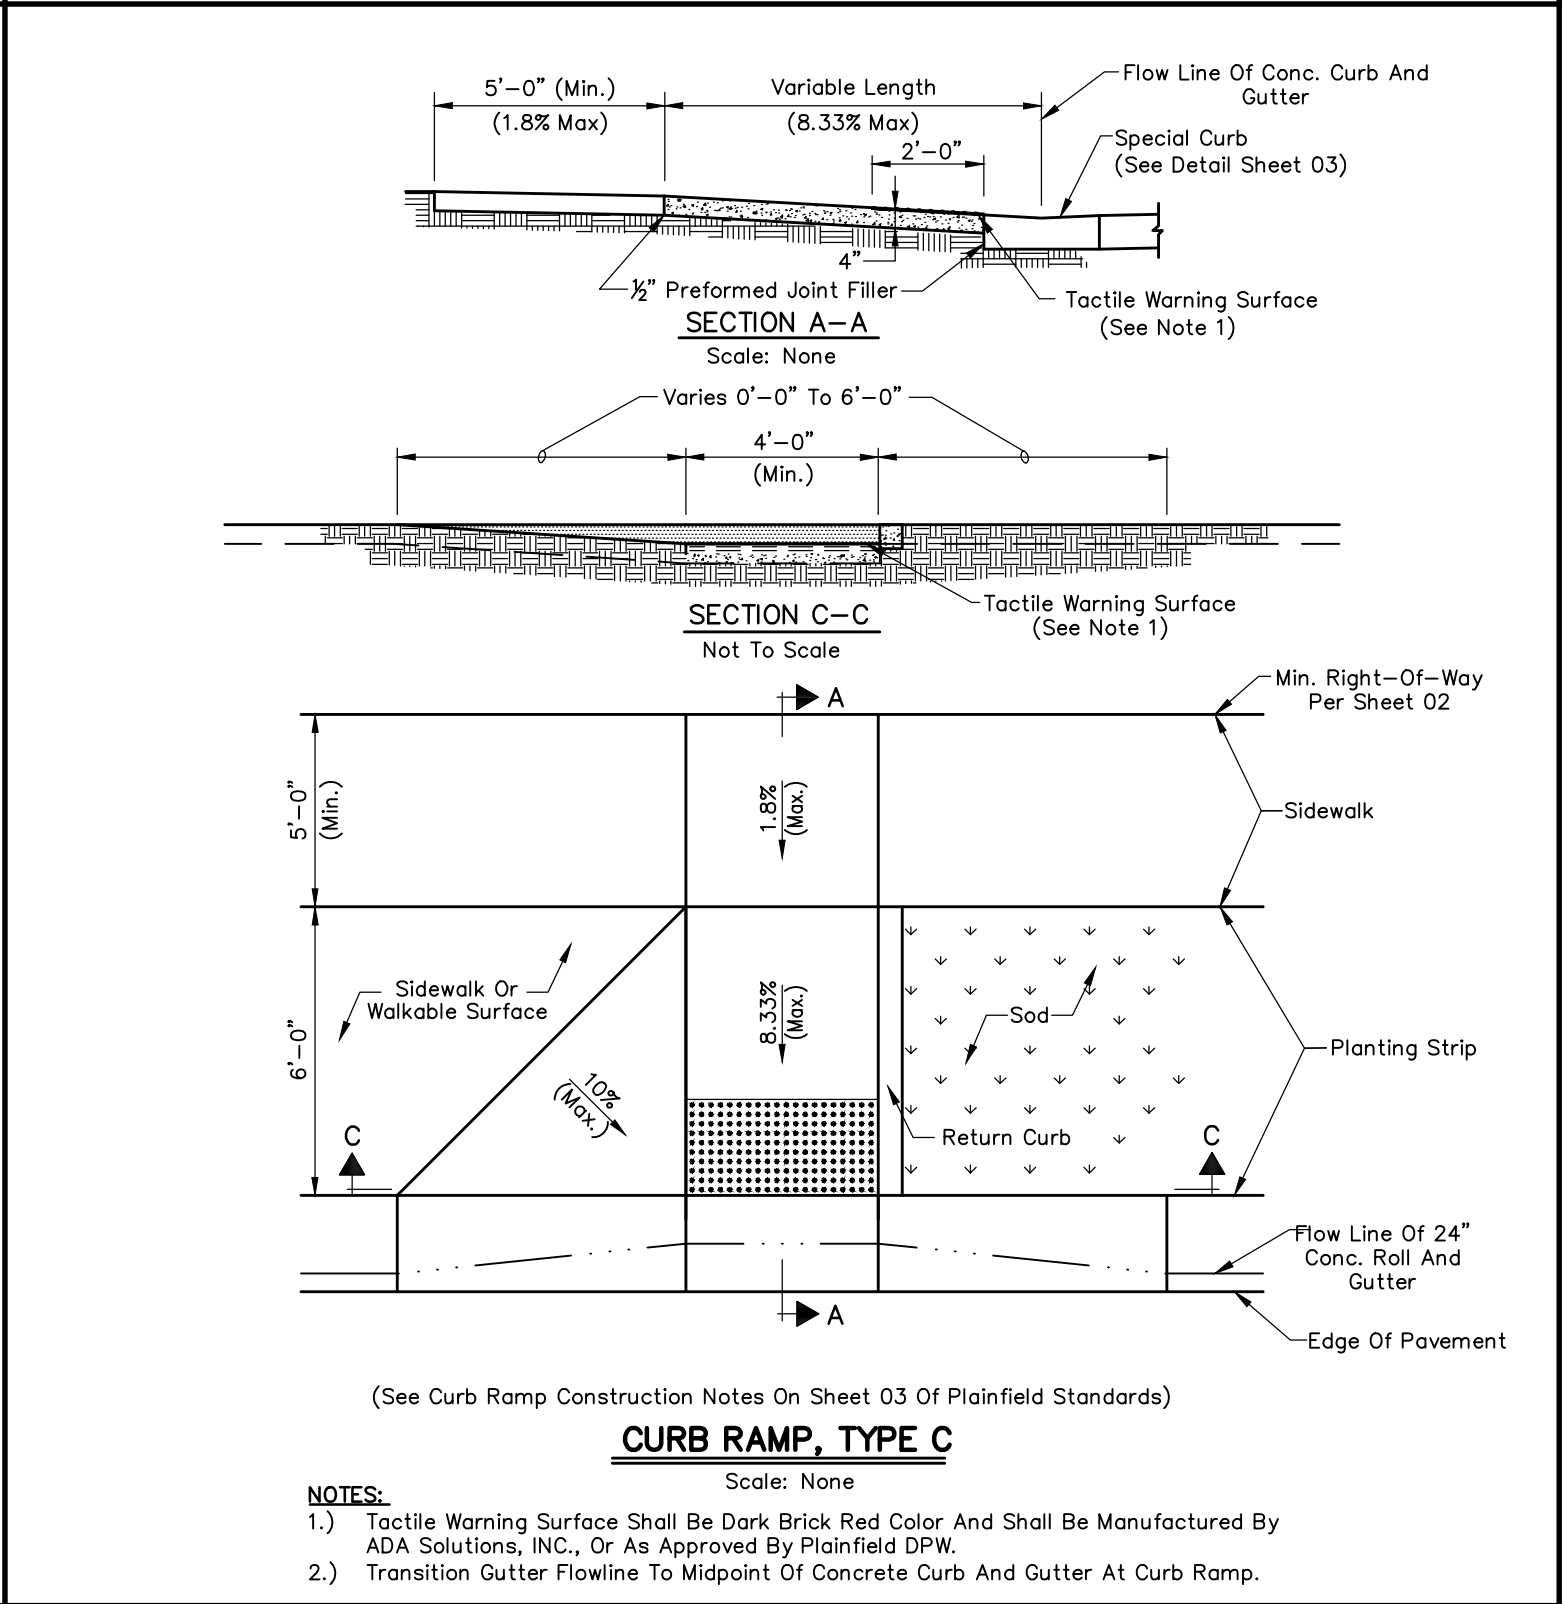 5'-0" (Min.)
(1.8% Max)
Variable Length
(8.33% Max)
2'-0"
Flow Line Of Conc. Curb And
Gutter
Special Curb
(See Detail Sheet 03)
4"
½" Preformed Joint Filler
Tactile Warning Surface
(See Note 1)
SECTION A-A
Scale: None
Varies 0'-0" To 6'-0"
4'-0"
(Min.)
Tactile Warning Surface
(See Note 1)
SECTION C-C
Not To Scale
Min. Right-Of-Way
Per Sheet 02
A
5'-0"
(Min.)
1.8%
(Max.)
Sidewalk
Sidewalk Or
Walkable Surface
6'-0"
8.33%
(Max.)
Sod
Planting Strip
10%
(Max.)
Return Curb
C
C
Flow Line Of 24"
Conc. Roll And
Gutter
A
Edge Of Pavement
(See Curb Ramp Construction Notes On Sheet 03 Of Plainfield Standards)
CURB RAMP, TYPE C
Scale: None
NOTES:
1.) Tactile Warning Surface Shall Be Dark Brick Red Color And Shall Be Manufactured By
ADA Solutions, INC., Or As Approved By Plainfield DPW.
2.) Transition Gutter Flowline To Midpoint Of Concrete Curb And Gutter At Curb Ramp.